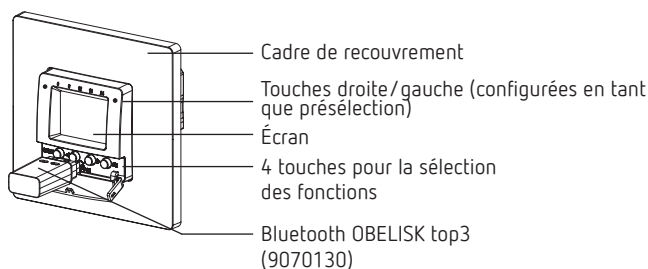 Cadre de recouvrement
Touches droite/gauche (configurées en tant
que présélection)
Écran
4 touches pour la sélection
des fonctions
Bluetooth OBELISK top3
(9070130)